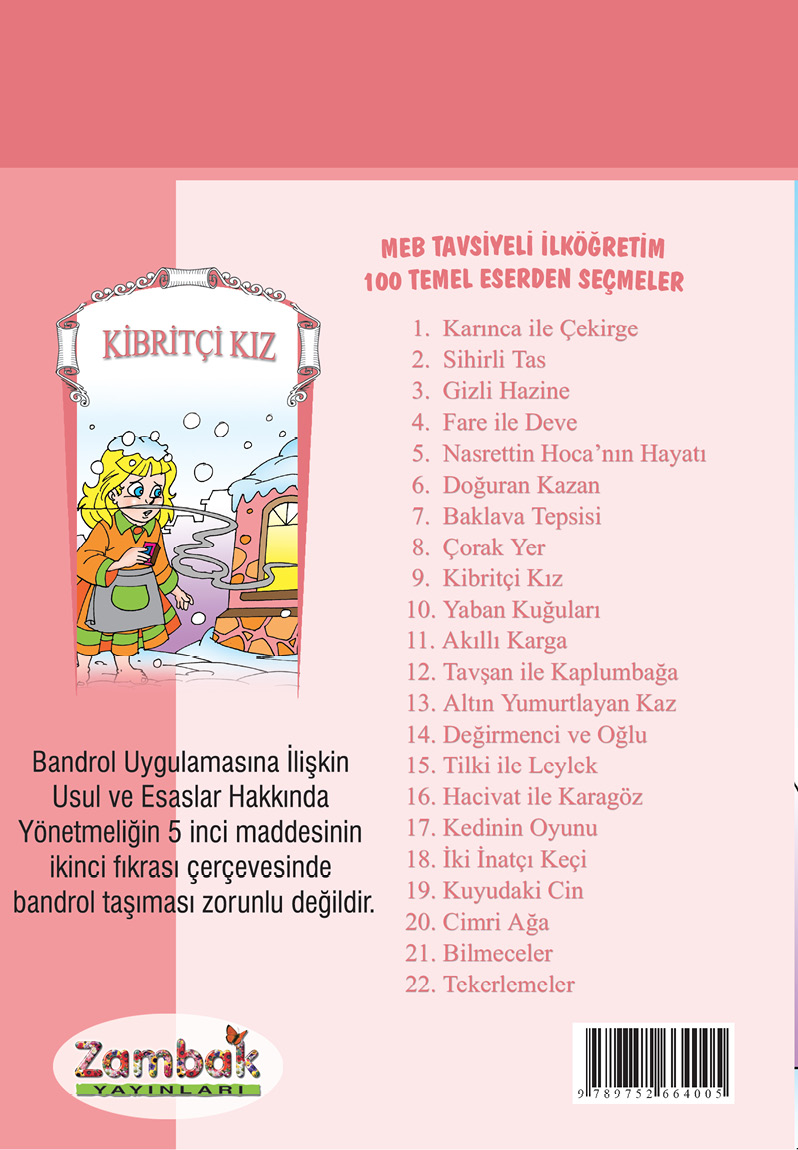 MEB TAVSİYELİ İLKÖĞRETİM
100 TEMEL ESERDEN SEÇMELER
KİBRİTÇİ KIZ
1. Karınca ile Çekirge
2. Sihirli Tas
3. Gizli Hazine
4. Fare ile Deve
5. Nasrettin Hoca’nın Hayatı
6. Doğuran Kazan
7. Baklava Tepsisi
8. Çorak Yer
9. Kibritçi Kız
10. Yaban Kuğuları
11. Akıllı Karga
12. Tavşan ile Kaplumbağa
13. Altın Yumurtlayan Kaz
14. Değirmenci ve Oğlu
15. Tilki ile Leylek
16. Hacivat ile Karagöz
17. Kedinin Oyunu
18. İki İnatçı Keçi
19. Kuyudaki Cin
20. Cimri Ağa
21. Bilmeceler
22. Tekerlemeler
Bandrol Uygulamasına İlişkin
Usul ve Esaslar Hakkında
Yönetmeliğin 5 inci maddesinin
ikinci fıkrası çerçevesinde
bandrol taşıması zorunlu değildir.
Zambak
YAYINLARI
9 789752 664005